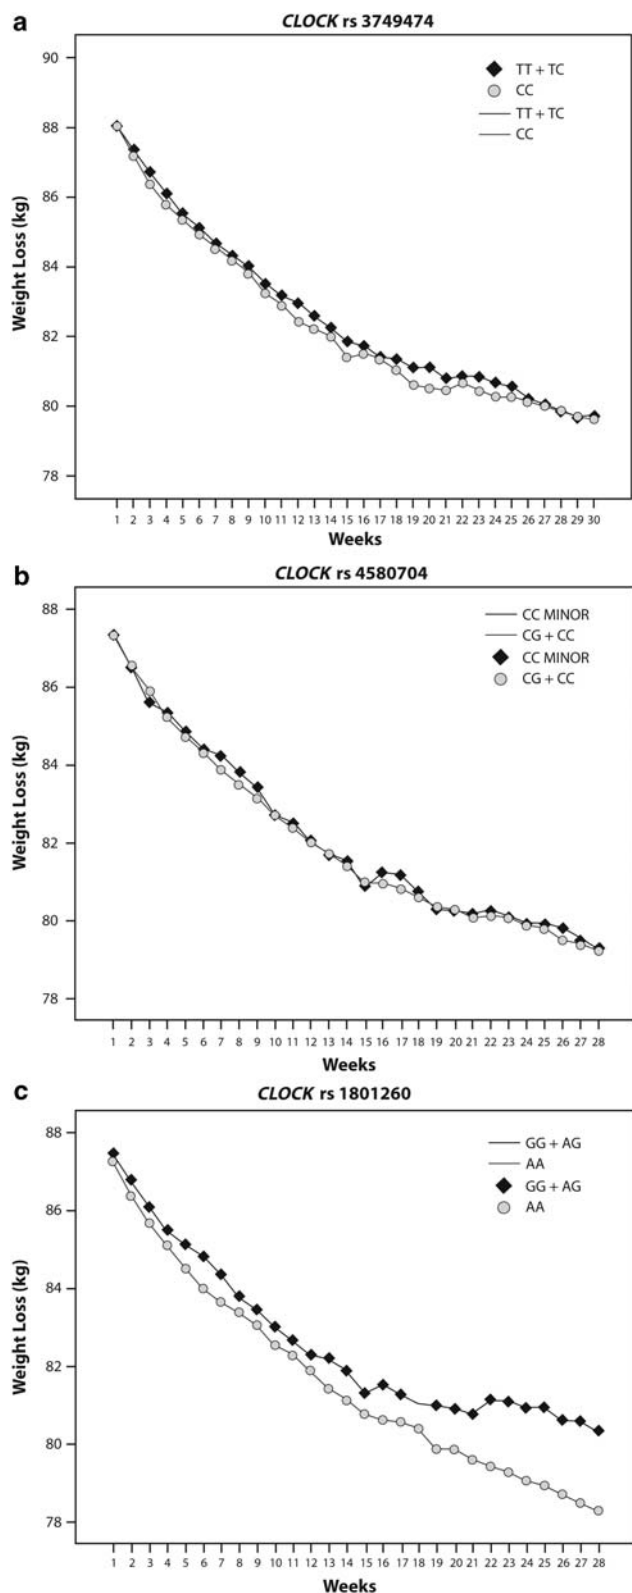 a
CLOCK rs 3749474
90
88
86
84
82
80
78
Weight Loss (kg)
TT + TC
CC
TT + TC
CC
1 2 3 4 5 6 7 8 9 10 11 12 13 14 15 16 17 18 19 20 21 22 23 24 25 26 27 28 29 30
Weeks
b
CLOCK rs 4580704
88
86
84
82
80
78
Weight Loss (kg)
CC MINOR
CG + CC
CC MINOR
CG + CC
1 2 3 4 5 6 7 8 9 10 11 12 13 14 15 16 17 18 19 20 21 22 23 24 25 26 27 28
Weeks
c
CLOCK rs 1801260
88
86
84
82
80
78
Weight Loss (kg)
GG + AG
AA
GG + AG
AA
1 2 3 4 5 6 7 8 9 10 11 12 13 14 15 16 17 18 19 20 21 22 23 24 25 26 27 28
Weeks